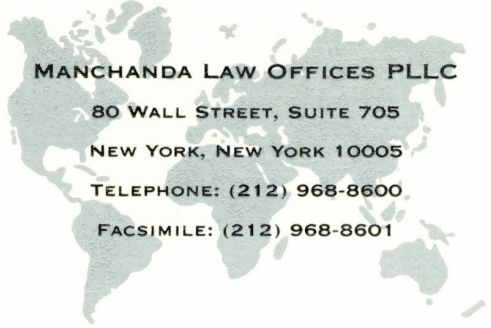 MANCHANDA LAW OFFICES PLLC
80 WALL STREET, SUITE 705
NEW YORK, NEW YORK 10005
TELEPHONE: (212) 968-8600
FACSIMILE: (212) 968-8601